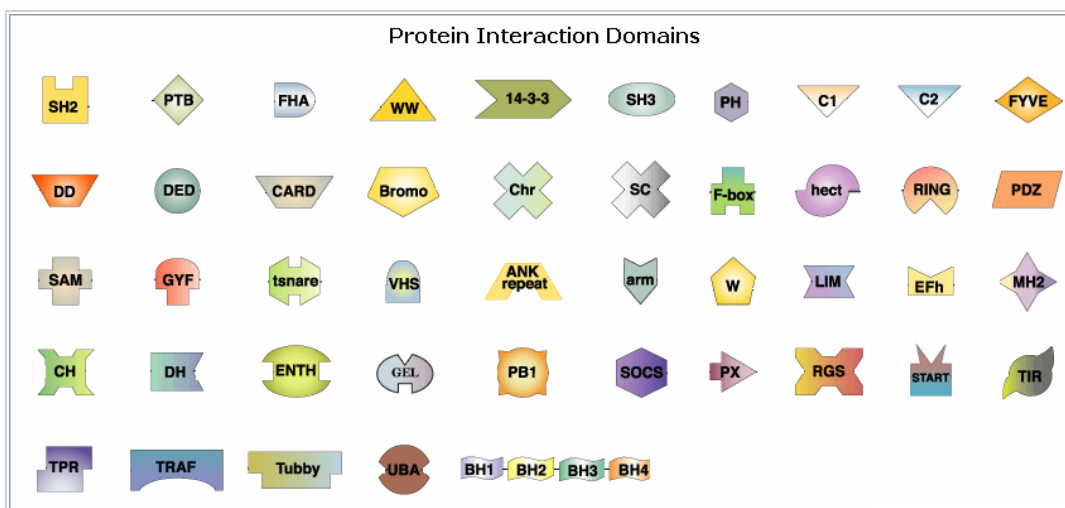 Protein Interaction Domains
SH2 PTB FHA WW 14-3-3 SH3 PH C1 C2 FYVE
DD DED CARD Bromo Chr SC F-box hect RING PDZ
SAM GYF tsnare VHS ANK repeat arm W LIM EFh MH2
CH DH ENTH GEL PB1 SOCS PX RGS START TIR
TPR TRAF Tubby UBA BH1 BH2 BH3 BH4